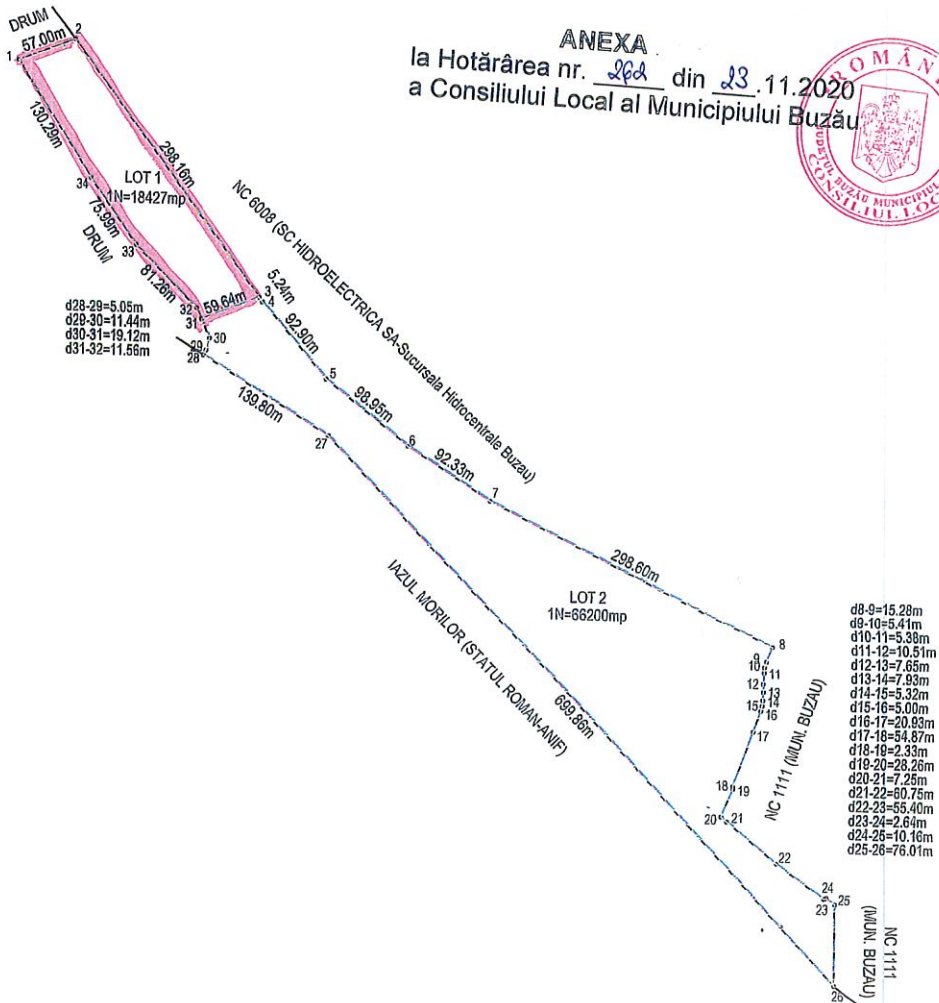 DRUM
57.00m
1
2
ANEXA
la Hotărârea nr. 262 din 23.11.2020
a Consiliului Local al Municipiului Buzău
ROMÂN
JUDEȚUL BUZĂU MUNICIPIUL
CONSILIUL LOC
130.29m
298.16m
LOT 1
1N=18427mp
34
75.99m
DRUM
33
81.26m
NC 6008 (SC HIDROELECTRICA SA-Sucursala Hidrocentrale Buzau)
5.24m
3
4
59.64m
32
31
30
29
28
d28-29=5.05m
d29-30=11.44m
d30-31=19.12m
d31-32=11.56m
92.90m
5
139.80m
27
98.95m
6
92.33m
7
298.60m
LOT 2
1N=66200mp
IAZUL MORILOR (STATUL ROMAN-ANIF)
699.86m
8
9
10
11
12
13
14
15
16
17
18
19
20
21
22
24
23
25
26
NC 1111 (MUN. BUZAU)
d8-9=15.28m
d9-10=5.41m
d10-11=5.38m
d11-12=10.51m
d12-13=7.65m
d13-14=7.93m
d14-15=5.32m
d15-16=5.00m
d16-17=20.93m
d17-18=54.87m
d18-19=2.33m
d19-20=28.26m
d20-21=7.25m
d21-22=60.75m
d22-23=55.40m
d23-24=2.64m
d24-25=10.16m
d25-26=76.01m
NC 1111
(MUN. BUZAU)